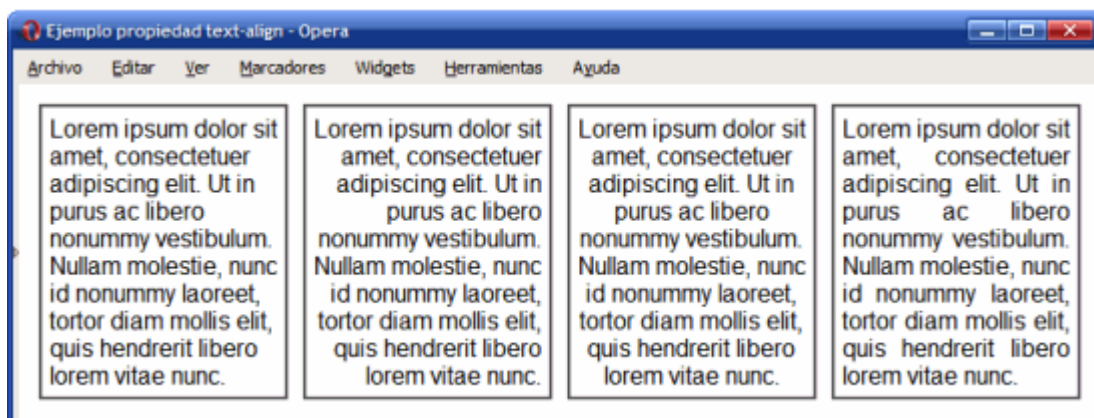 Ejemplo propiedad text-align - Opera
Archivo Editar Ver Marcadores Widgets Herramientas Ayuda
Lorem ipsum dolor sit
amet, consectetuer
adipiscing elit. Ut in
purus ac libero
nonummy vestibulum.
Nullam molestie, nunc
id nonummy laoreet,
tortor diam mollis elit,
quis hendrerit libero
lorem vitae nunc.
Lorem ipsum dolor sit
amet, consectetuer
adipiscing elit. Ut in
purus ac libero
nonummy vestibulum.
Nullam molestie, nunc
id nonummy laoreet,
tortor diam mollis elit,
quis hendrerit libero
lorem vitae nunc.
Lorem ipsum dolor sit
amet, consectetuer
adipiscing elit. Ut in
purus ac libero
nonummy vestibulum.
Nullam molestie, nunc
id nonummy laoreet,
tortor diam mollis elit,
quis hendrerit libero
lorem vitae nunc.
Lorem ipsum dolor sit
amet, consectetuer
adipiscing elit. Ut in
purus ac libero
nonummy vestibulum.
Nullam molestie, nunc
id nonummy laoreet,
tortor diam mollis elit,
quis hendrerit libero
lorem vitae nunc.